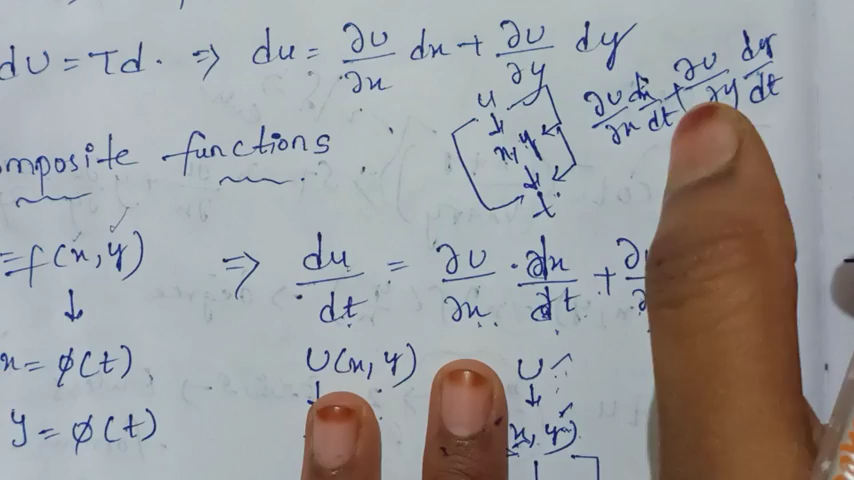 dU = Td. ⇒ du = ∂U/∂x dx + ∂U/∂y dy
u
∂U/∂x dx/dt + ∂U/∂y dy/dt
x, y
t
mposite functions
=f(x,y) ⇒ du/dt = ∂U/∂x · dx/dt + ∂
↓
x = φ(t) U(x, y) U
↓ ↓
y = φ(t) x, y)